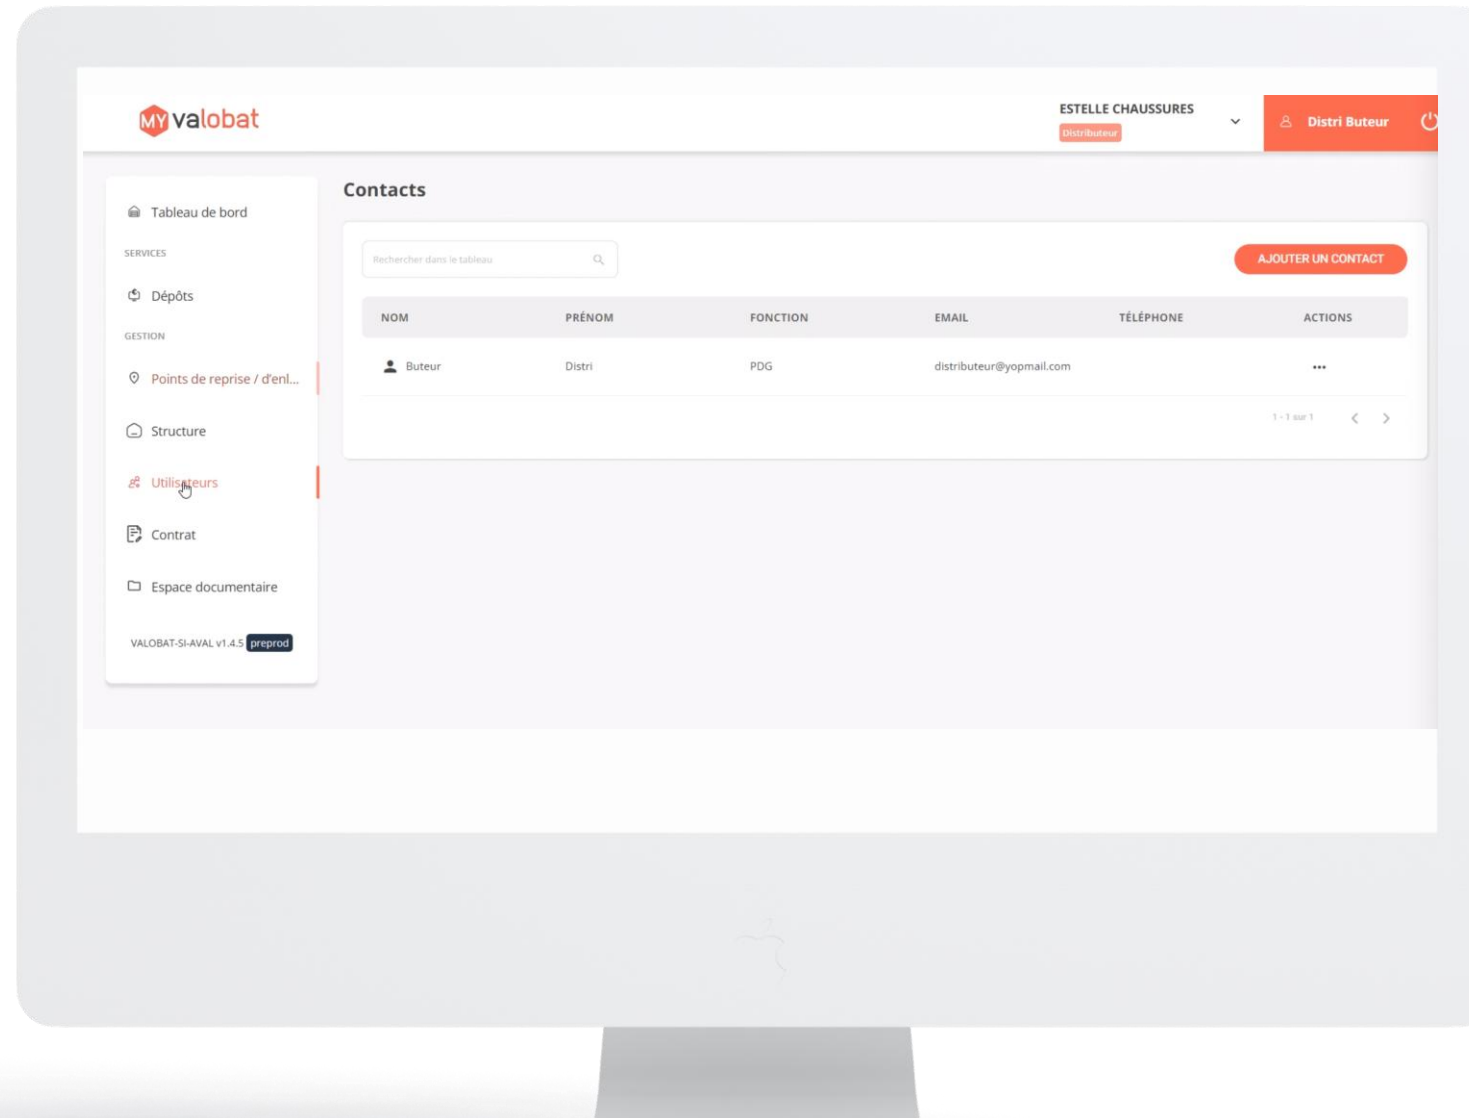 MY valobat
ESTELLE CHAUSSURES
Distributeur
Distri Buteur
Tableau de bord
SERVICES
Dépôts
GESTION
Points de reprise / d'enl...
Structure
Utilisateurs
Contrat
Espace documentaire
VALOBAT-SI-AVAL v1.4.5 preprod
Contacts
Rechercher dans le tableau
AJOUTER UN CONTACT
NOM PRÉNOM FONCTION EMAIL TÉLÉPHONE ACTIONS
Buteur Distri PDG distributeur@yopmail.com
1 - 1 sur 1